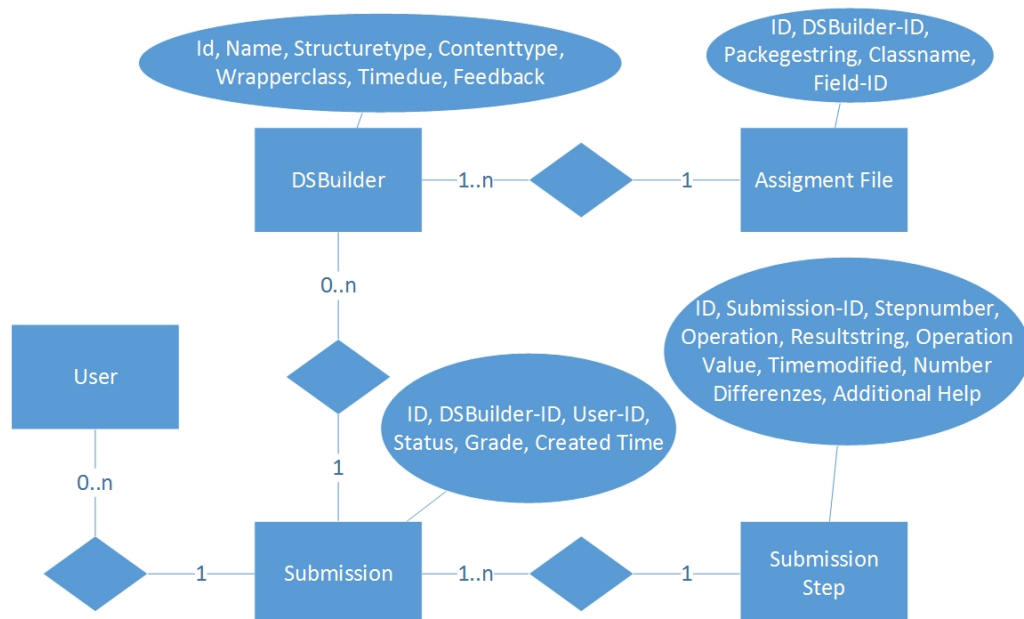 Id, Name, Structuretype, Contenttype,
Wrapperclass, Timedue, Feedback
ID, DSBuilder-ID,
Packegestring, Classname,
Field-ID
DSBuilder
1..n
1
Assigment File
0..n
ID, Submission-ID, Stepnumber,
Operation, Resultstring, Operation
Value, Timemodified, Number
Differenzes, Additional Help
User
ID, DSBuilder-ID, User-ID,
Status, Grade, Created Time
0..n
1
1
Submission
1..n
1
Submission
Step